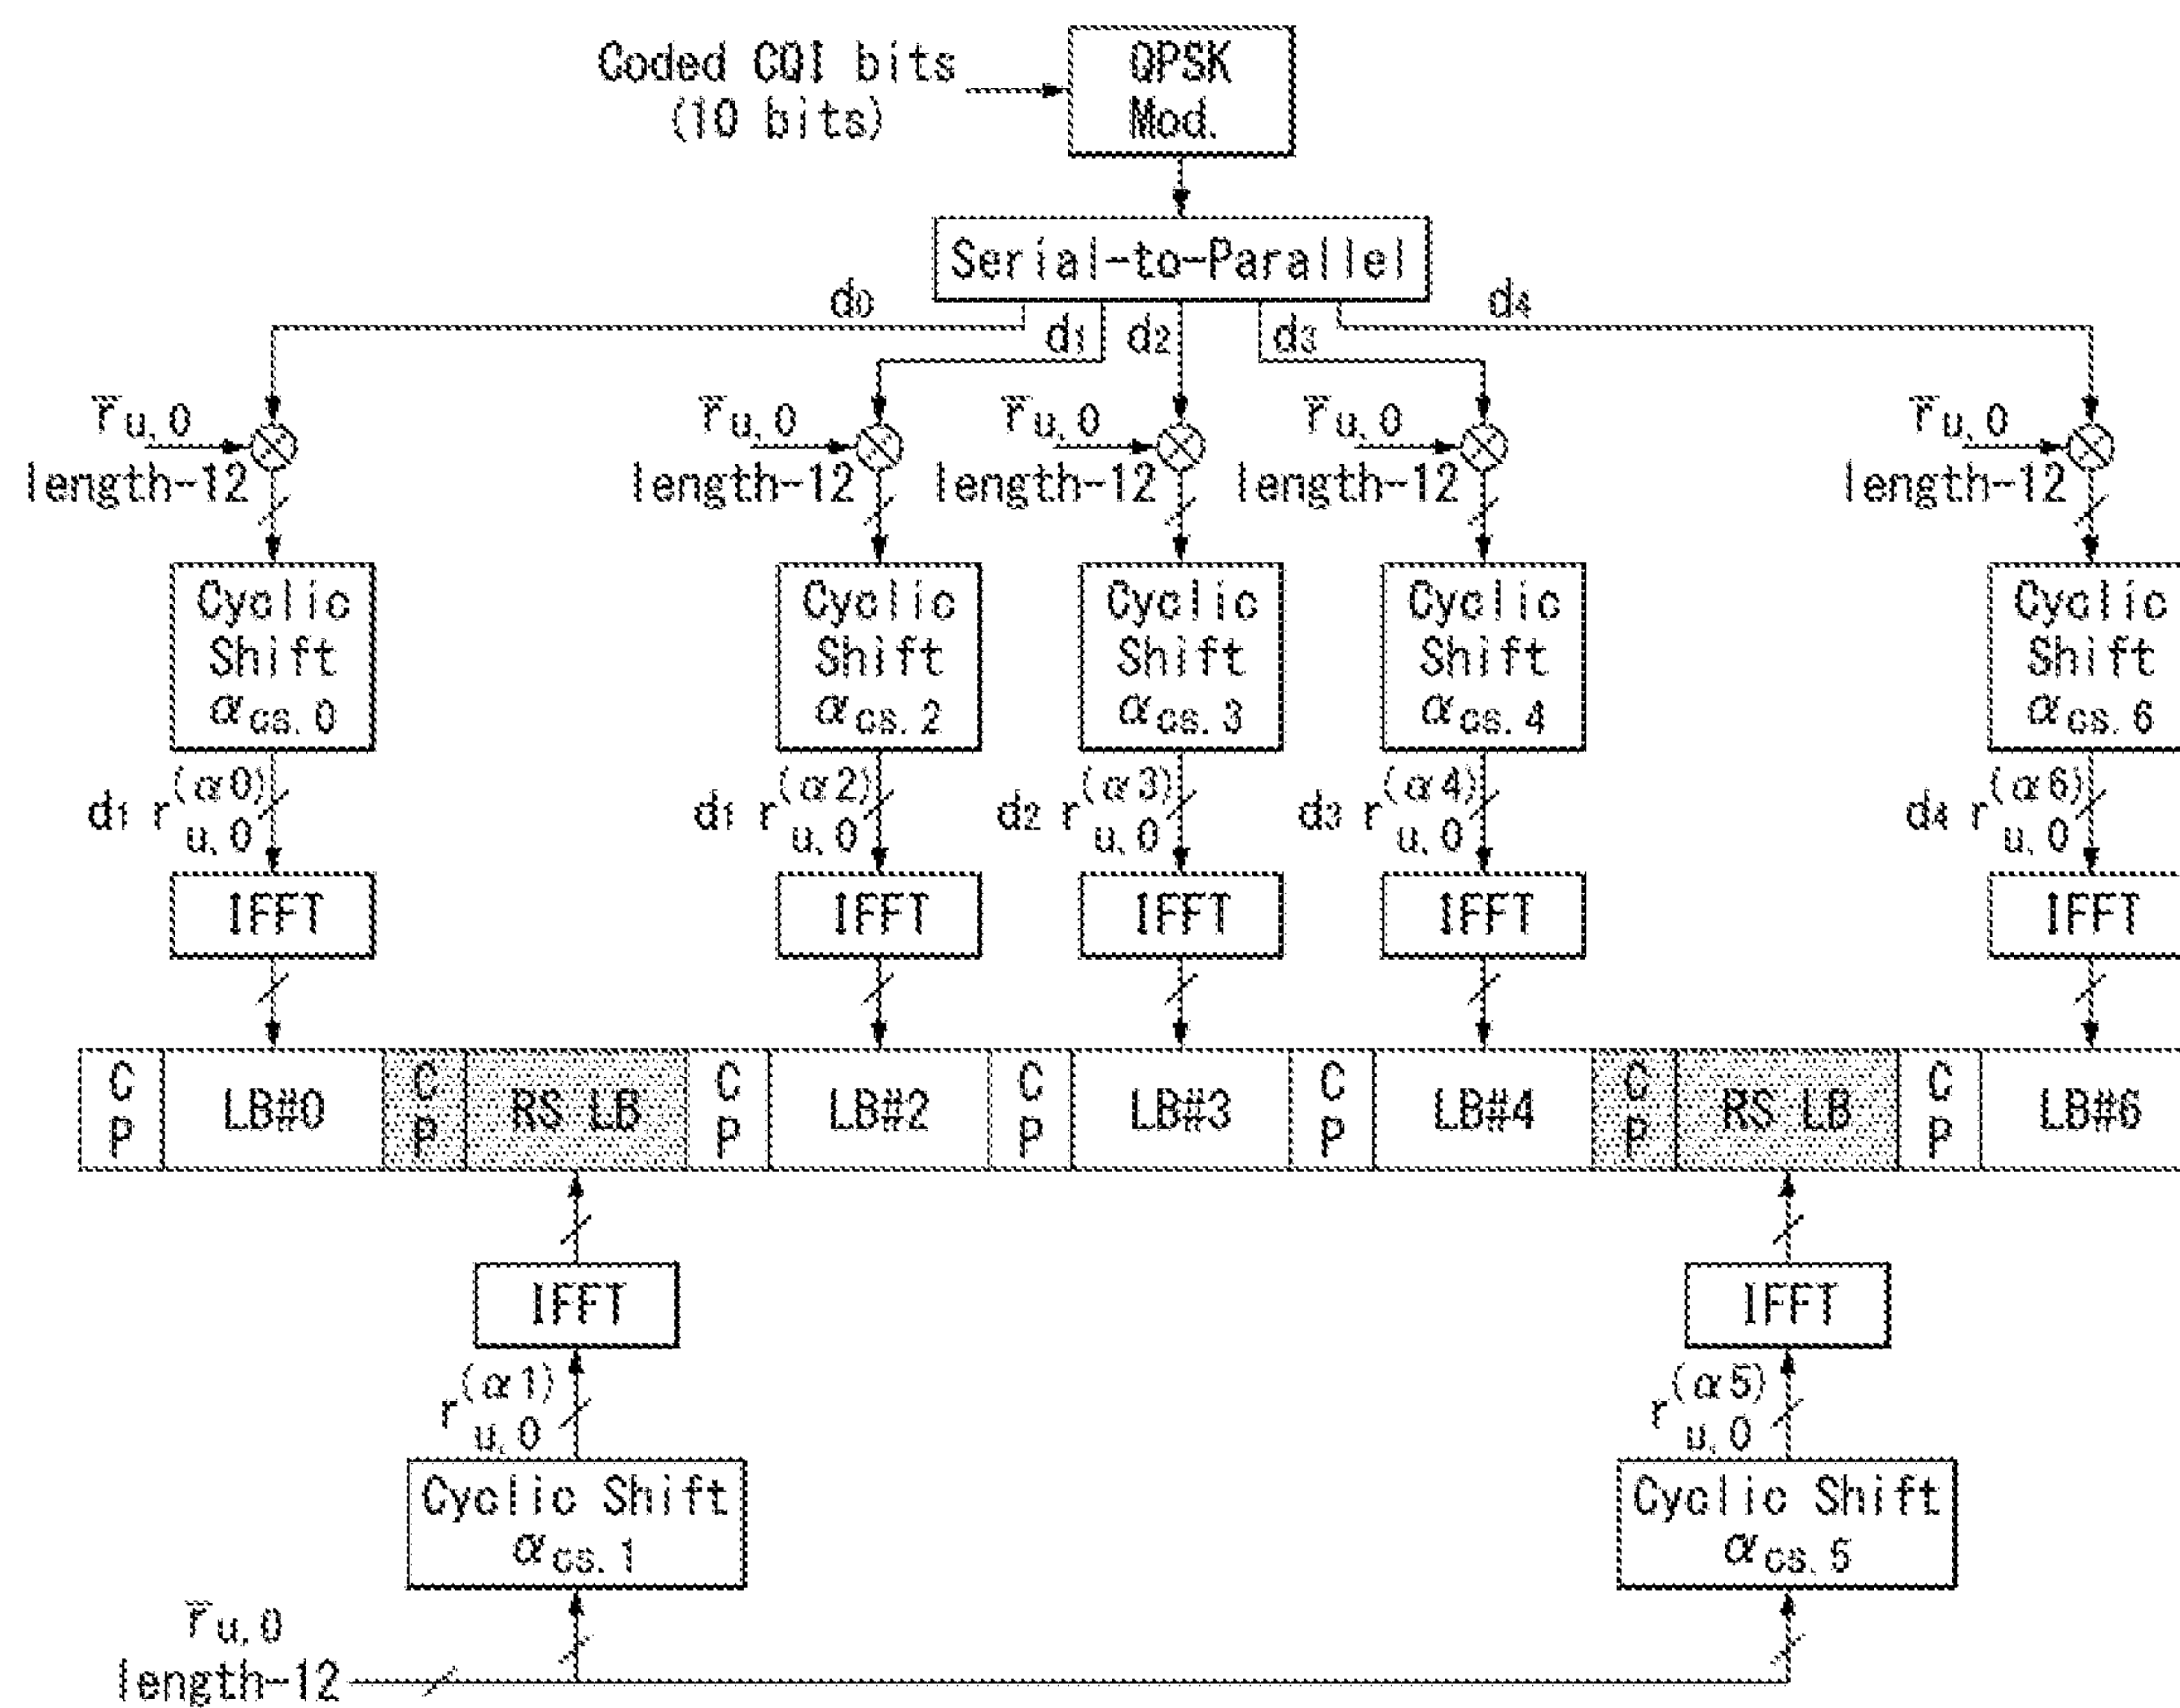 Coded CQI bits
(10 bits)
QPSK
Mod.
Serial-to-Parallel
d0
d1
d2
d3
d4
r̅u,0
length-12
r̅u,0
length-12
r̅u,0
length-12
r̅u,0
length-12
r̅u,0
length-12
Cyclic
Shift
αcs.0
Cyclic
Shift
αcs.2
Cyclic
Shift
αcs.3
Cyclic
Shift
αcs.4
Cyclic
Shift
αcs.6
d1 r(α0)u,0
d1 r(α2)u,0
d2 r(α3)u,0
d3 r(α4)u,0
d4 r(α6)u,0
IFFT
IFFT
IFFT
IFFT
IFFT
CP
LB#0
CP
RS LB
CP
LB#2
CP
LB#3
CP
LB#4
CP
RS LB
CP
LB#6
IFFT
IFFT
r(α1)u,0
r(α5)u,0
Cyclic Shift
αcs.1
Cyclic Shift
αcs.5
r̅u,0
length-12